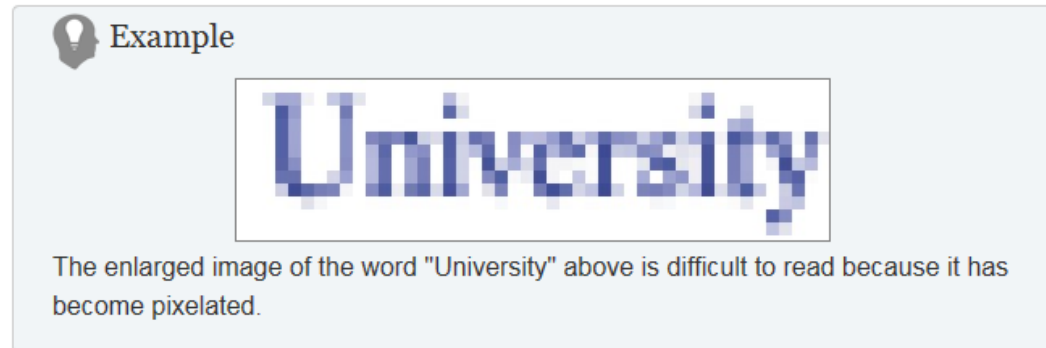 Example
University
The enlarged image of the word "University" above is difficult to read because it has
become pixelated.